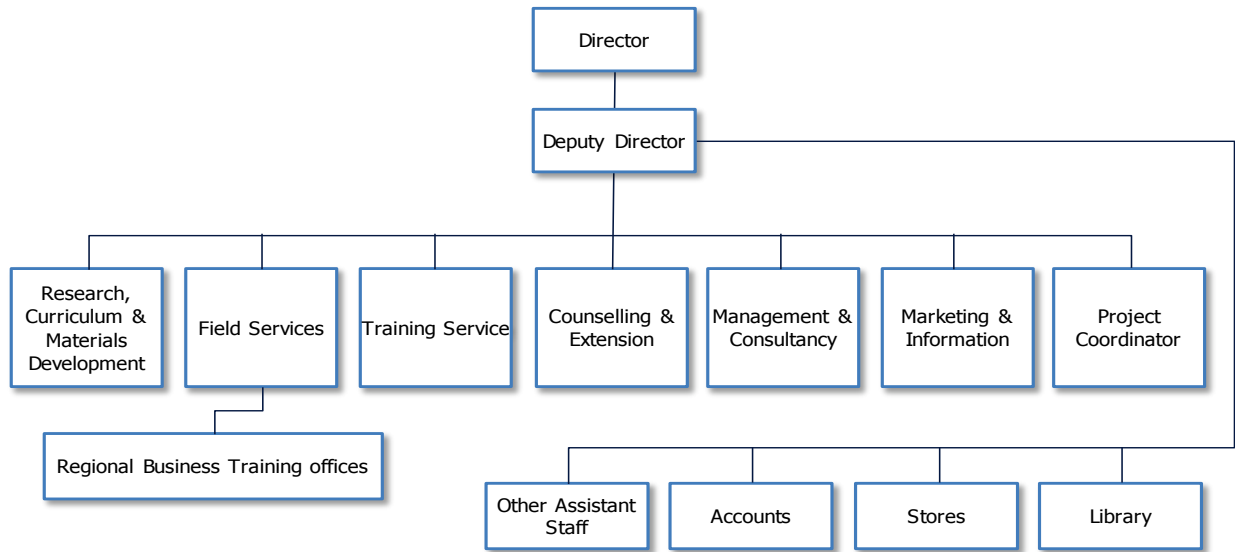 Director
Deputy Director
Research,
Curriculum &
Materials
Development
Field Services
Training Service
Counselling &
Extension
Management &
Consultancy
Marketing &
Information
Project
Coordinator
Regional Business Training offices
Other Assistant
Staff
Accounts
Stores
Library